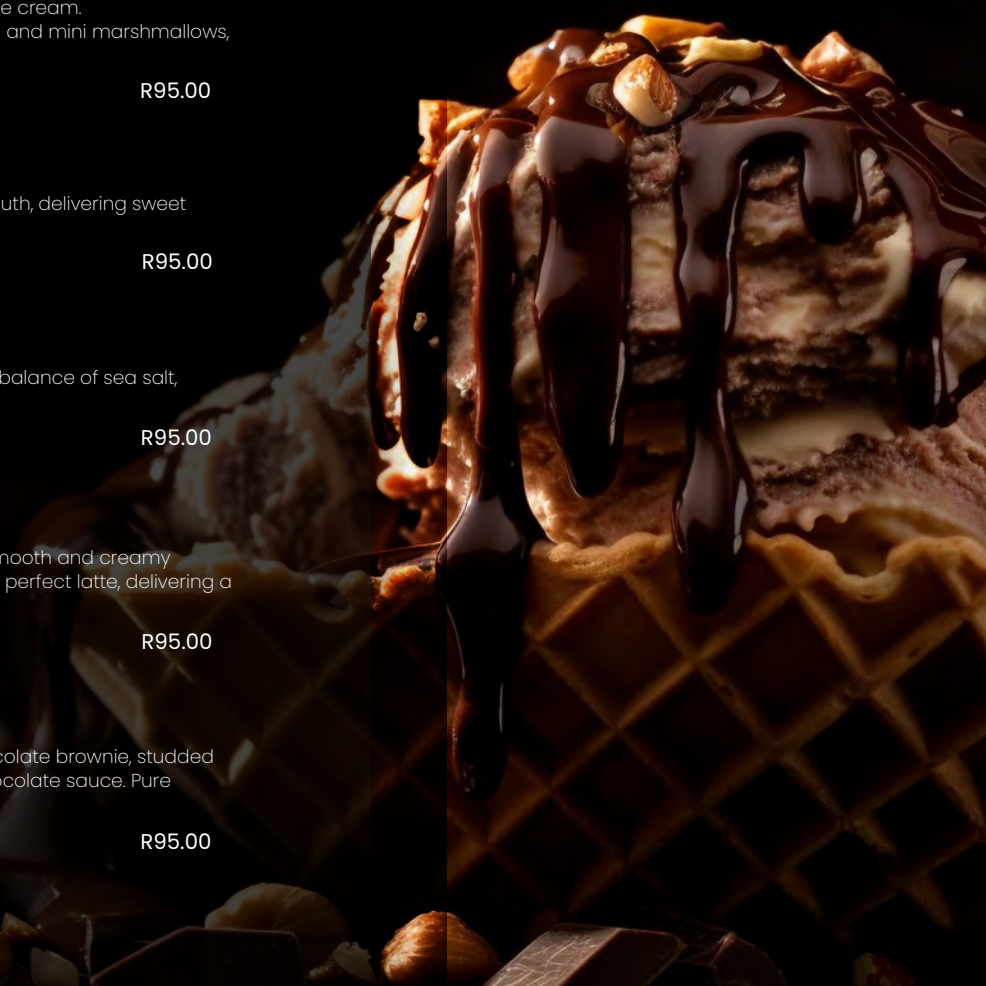 e cream.
and mini marshmallows,
R95.00
uth, delivering sweet
R95.00
balance of sea salt,
R95.00
mooth and creamy
perfect latte, delivering a
R95.00
colate brownie, studded
ocolate sauce. Pure
R95.00